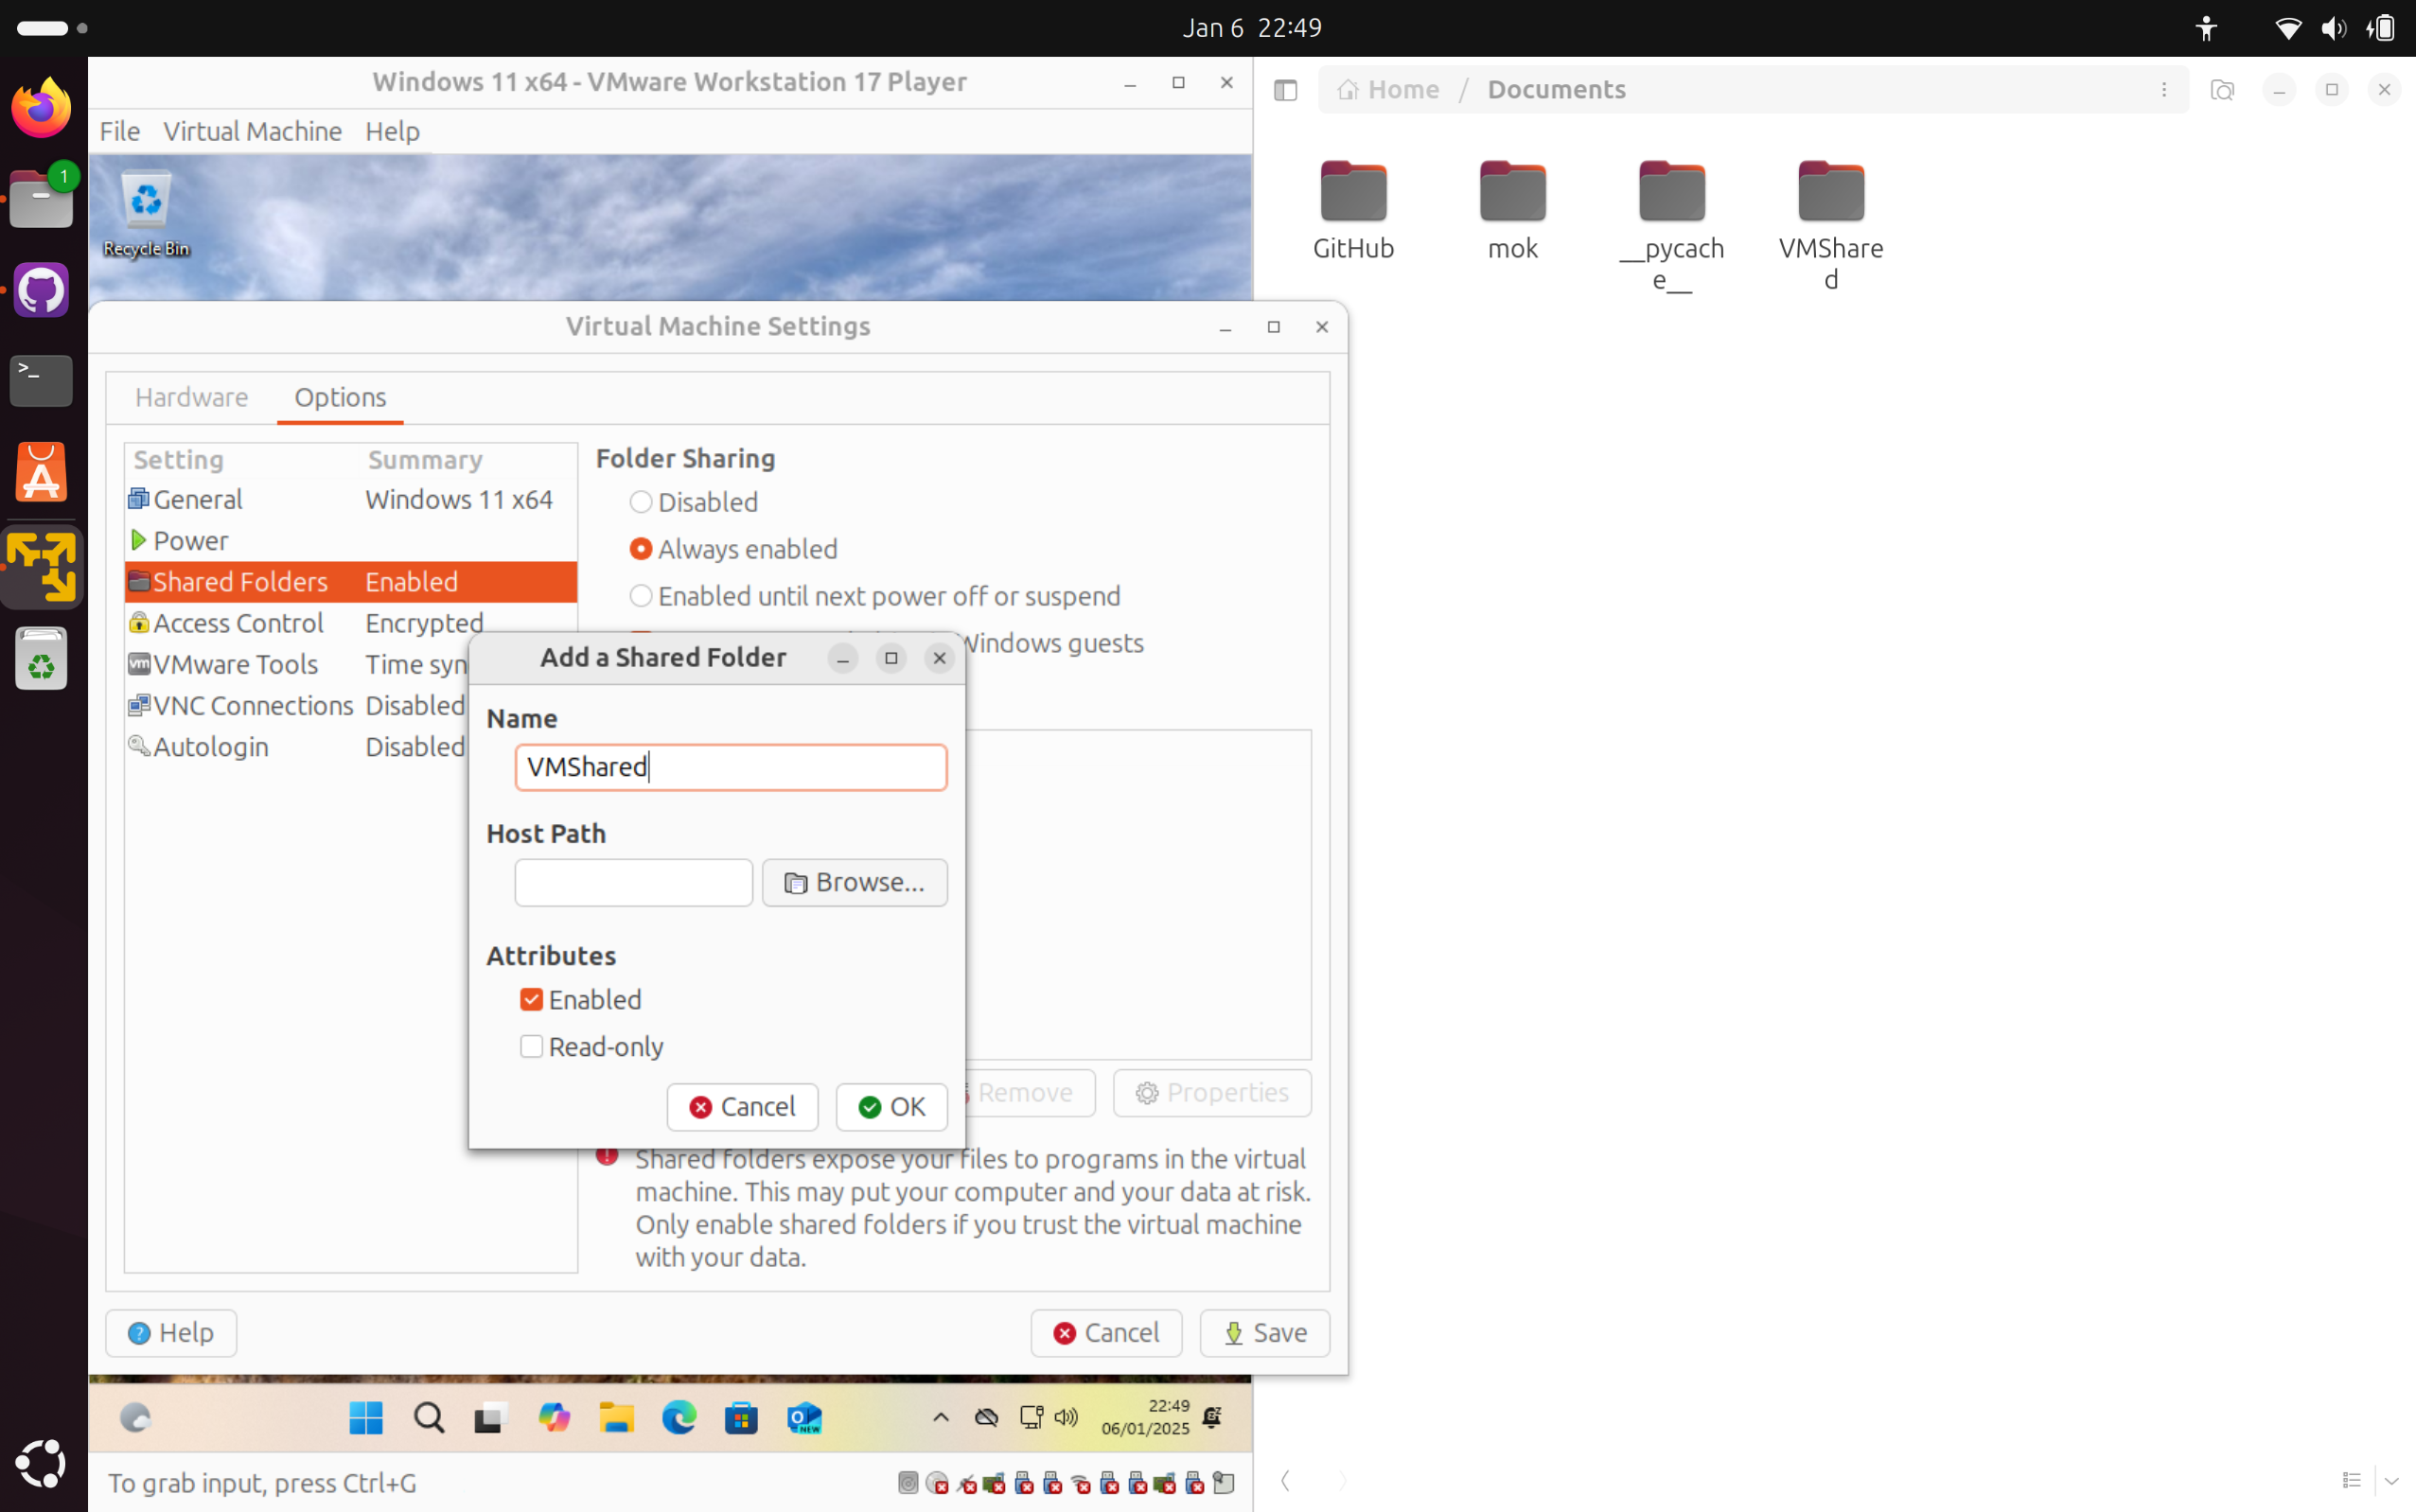 Jan 6 22:49
Windows 11 x64 - VMware Workstation 17 Player
File Virtual Machine Help
Recycle Bin
Home / Documents
GitHub
mok
__pycach
e__
VMShare
d
1
>_
Virtual Machine Settings
Hardware Options
Setting Summary
General Windows 11 x64
Power
Shared Folders Enabled
Access Control Encrypted
VMware Tools Time syn
VNC Connections Disabled
Autologin Disabled
Folder Sharing
Disabled
Always enabled
Enabled until next power off or suspend
Windows guests
Add a Shared Folder
Name
VMShared
Host Path
Browse...
Attributes
Enabled
Read-only
Cancel OK
Remove Properties
Shared folders expose your files to programs in the virtual
machine. This may put your computer and your data at risk.
Only enable shared folders if you trust the virtual machine
with your data.
Help
Cancel Save
22:49
06/01/2025
To grab input, press Ctrl+G